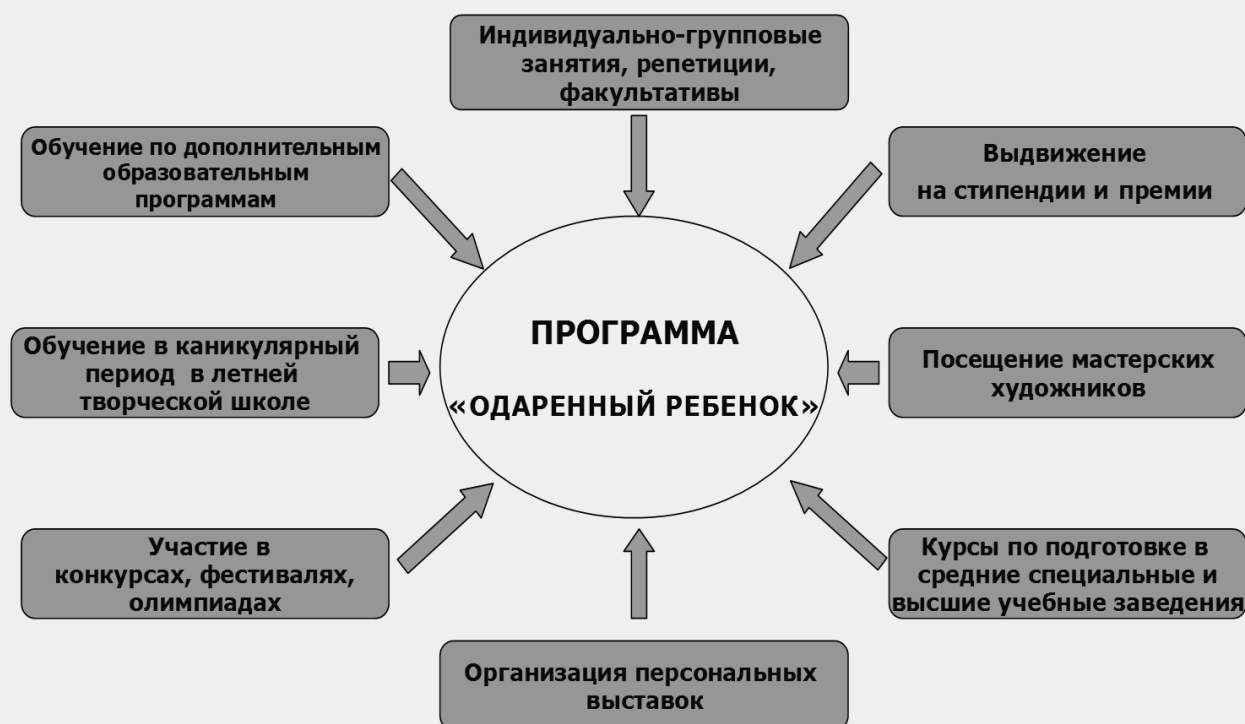 Индивидуально-групповые
занятия, репетиции,
факультативы
Обучение по дополнительным
образовательным
программам
Выдвижение
на стипендии и премии
ПРОГРАММА
«ОДАРЕННЫЙ РЕБЕНОК»
Обучение в каникулярный
период в летней
творческой школе
Посещение мастерских
художников
Участие в
конкурсах, фестивалях,
олимпиадах
Курсы по подготовке в
средние специальные и
высшие учебные заведения
Организация персональных
выставок